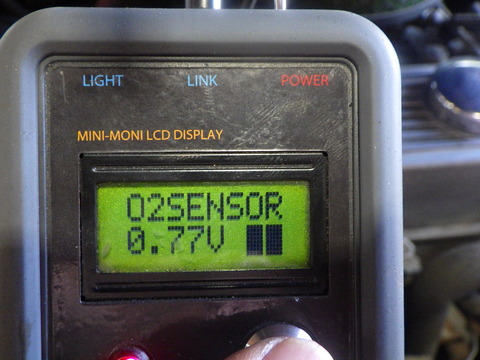 LIGHT LINK POWER
MINI-MONI LCD DISPLAY
O2SENSOR
0.77V